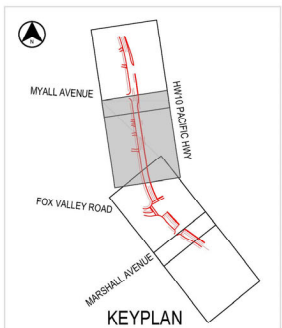 N
MYALL AVENUE
HW10 PACIFIC HWY
FOX VALLEY ROAD
MARSHALL AVENUE
KEYPLAN